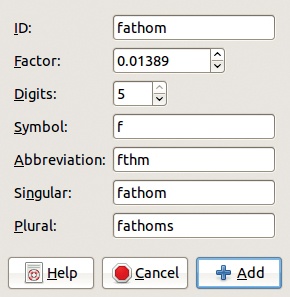 ID: fathom
Factor: 0.01389
Digits: 5
Symbol: f
Abbreviation: fthm
Singular: fathom
Plural: fathoms
Help Cancel Add